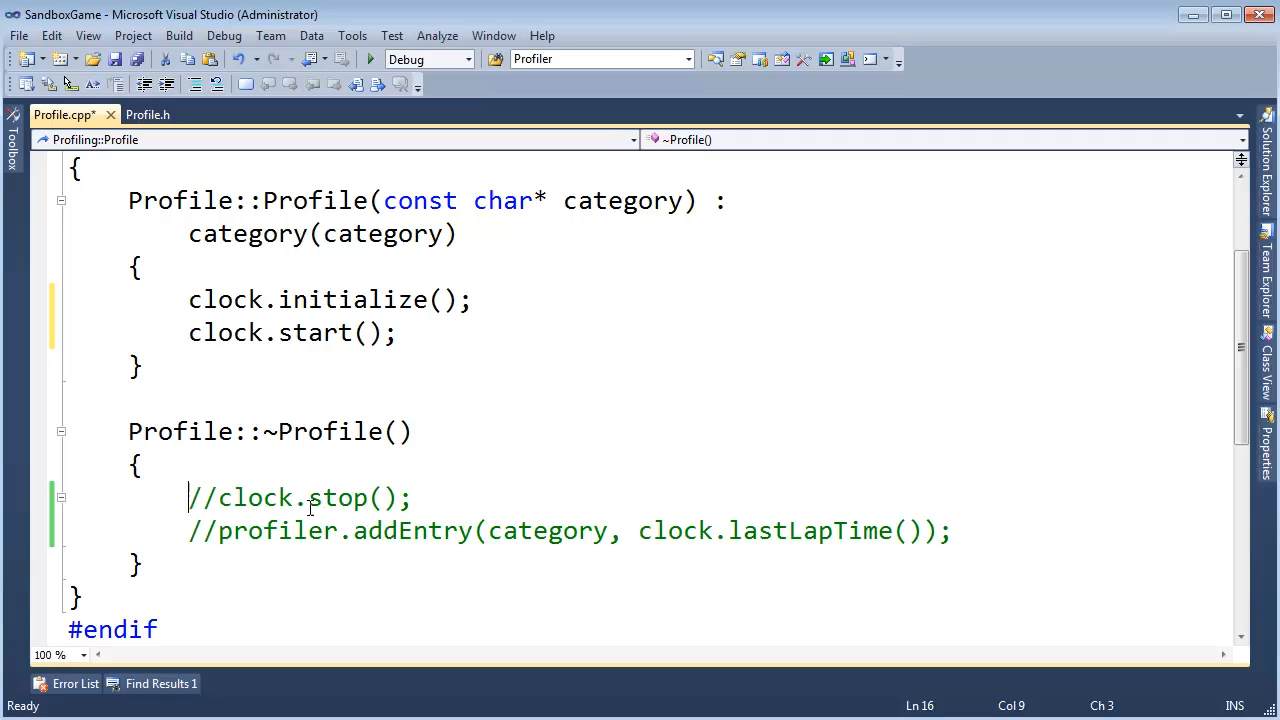 SandboxGame - Microsoft Visual Studio (Administrator)
File Edit View Project Build Debug Team Data Tools Test Analyze Window Help
Debug Profiler
Profile.cpp* Profile.h
Profiling::Profile ~Profile()
{
Profile::Profile(const char* category) :
category(category)
{
clock.initialize();
clock.start();
}
Profile::~Profile()
{
//clock.stop();
//profiler.addEntry(category, clock.lastLapTime());
}
}
#endif
100 %
Error List Find Results 1
Ready Ln 16 Col 9 Ch 3 INS
Toolbox
Solution Explorer
Team Explorer
Class View
Properties